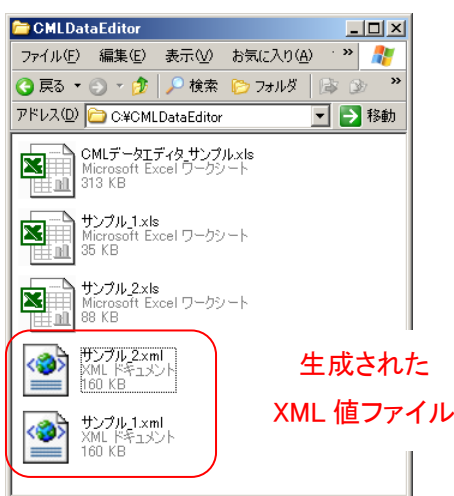 CMLDataEditor
ファイル(F) 編集(E) 表示(V) お気に入り(A) »
戻る 検索 フォルダ »
アドレス(D) C:¥CMLDataEditor 移動
CMLデータエディタ_サンプル.xls
Microsoft Excel ワークシート
313 KB
サンプル_1.xls
Microsoft Excel ワークシート
35 KB
サンプル_2.xls
Microsoft Excel ワークシート
88 KB
サンプル_2.xml
XML ドキュメント
160 KB
サンプル_1.xml
XML ドキュメント
160 KB
生成された
XML 値ファイル